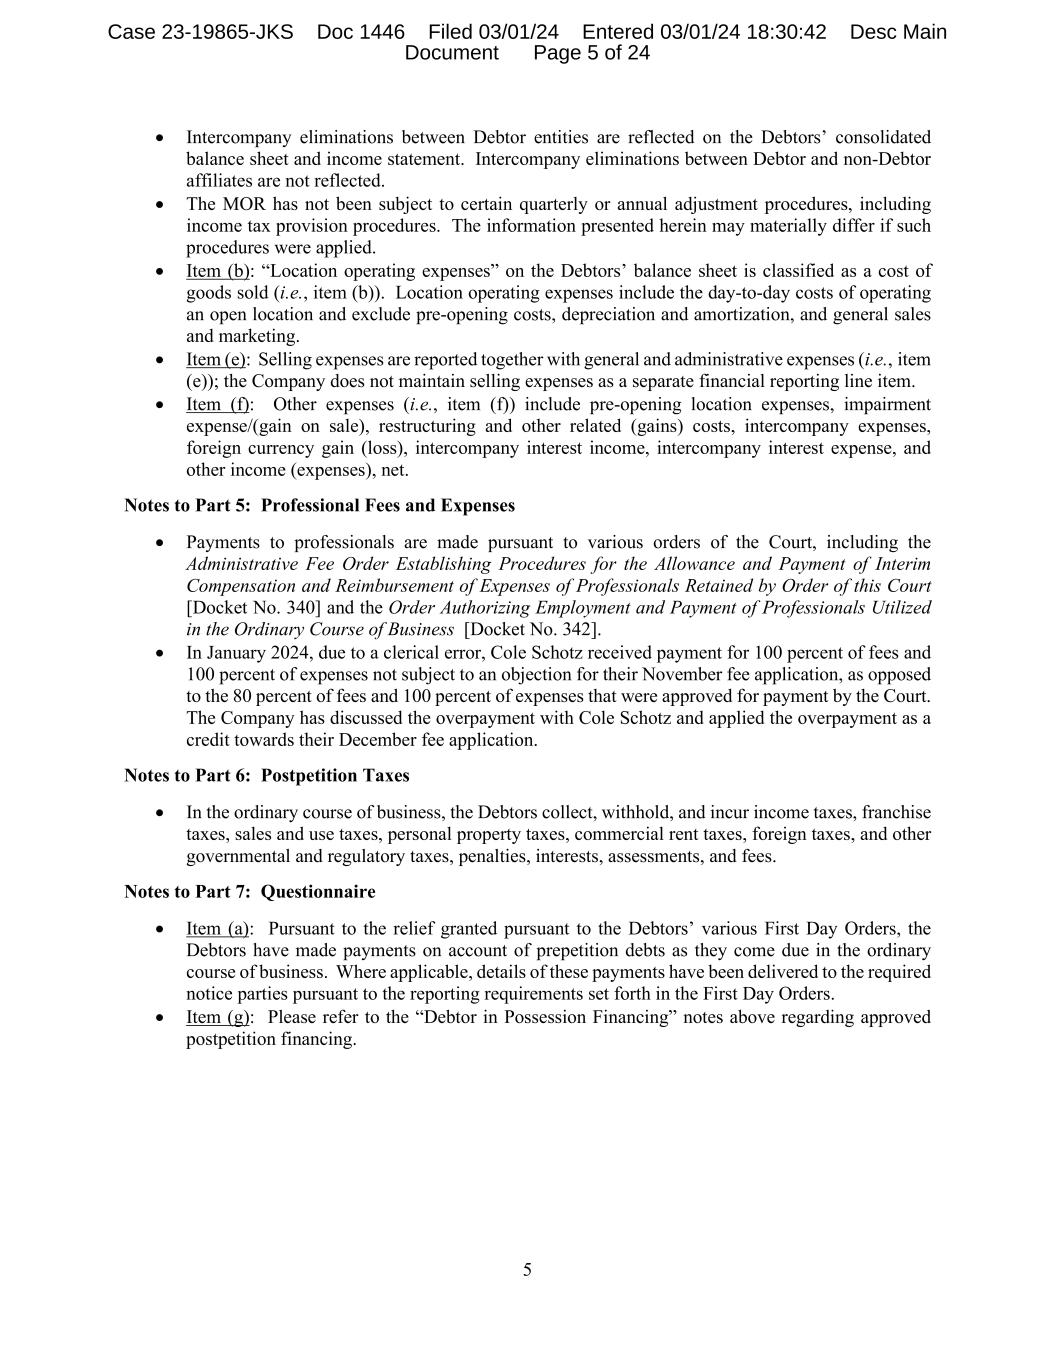 Case 23-19865-JKS Doc 1446 Filed 03/01/24 Entered 03/01/24 18:30:42 Desc Main
Document Page 5 of 24
• Intercompany eliminations between Debtor entities are reflected on the Debtors’ consolidated
balance sheet and income statement. Intercompany eliminations between Debtor and non-Debtor
affiliates are not reflected.
• The MOR has not been subject to certain quarterly or annual adjustment procedures, including
income tax provision procedures. The information presented herein may materially differ if such
procedures were applied.
• Item (b): “Location operating expenses” on the Debtors’ balance sheet is classified as a cost of
goods sold (i.e., item (b)). Location operating expenses include the day-to-day costs of operating
an open location and exclude pre-opening costs, depreciation and amortization, and general sales
and marketing.
• Item (e): Selling expenses are reported together with general and administrative expenses (i.e., item
(e)); the Company does not maintain selling expenses as a separate financial reporting line item.
• Item (f): Other expenses (i.e., item (f)) include pre-opening location expenses, impairment
expense/(gain on sale), restructuring and other related (gains) costs, intercompany expenses,
foreign currency gain (loss), intercompany interest income, intercompany interest expense, and
other income (expenses), net.
Notes to Part 5: Professional Fees and Expenses
• Payments to professionals are made pursuant to various orders of the Court, including the
Administrative Fee Order Establishing Procedures for the Allowance and Payment of Interim
Compensation and Reimbursement of Expenses of Professionals Retained by Order of this Court
[Docket No. 340] and the Order Authorizing Employment and Payment of Professionals Utilized
in the Ordinary Course of Business [Docket No. 342].
• In January 2024, due to a clerical error, Cole Schotz received payment for 100 percent of fees and
100 percent of expenses not subject to an objection for their November fee application, as opposed
to the 80 percent of fees and 100 percent of expenses that were approved for payment by the Court.
The Company has discussed the overpayment with Cole Schotz and applied the overpayment as a
credit towards their December fee application.
Notes to Part 6: Postpetition Taxes
• In the ordinary course of business, the Debtors collect, withhold, and incur income taxes, franchise
taxes, sales and use taxes, personal property taxes, commercial rent taxes, foreign taxes, and other
governmental and regulatory taxes, penalties, interests, assessments, and fees.
Notes to Part 7: Questionnaire
• Item (a): Pursuant to the relief granted pursuant to the Debtors’ various First Day Orders, the
Debtors have made payments on account of prepetition debts as they come due in the ordinary
course of business. Where applicable, details of these payments have been delivered to the required
notice parties pursuant to the reporting requirements set forth in the First Day Orders.
• Item (g): Please refer to the “Debtor in Possession Financing” notes above regarding approved
postpetition financing.
5